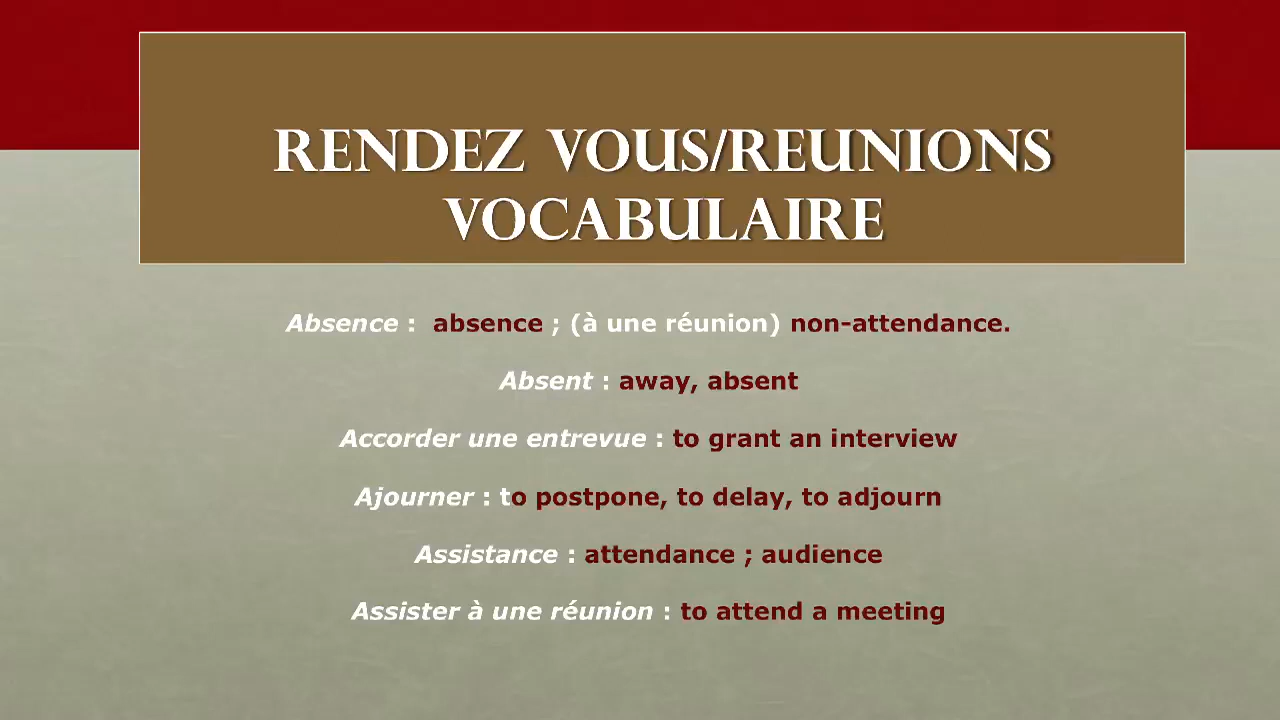 RENDEZ VOUS/REUNIONS
VOCABULAIRE
Absence : absence ; (à une réunion) non-attendance.
Absent : away, absent
Accorder une entrevue : to grant an interview
Ajourner : to postpone, to delay, to adjourn
Assistance : attendance ; audience
Assister à une réunion : to attend a meeting